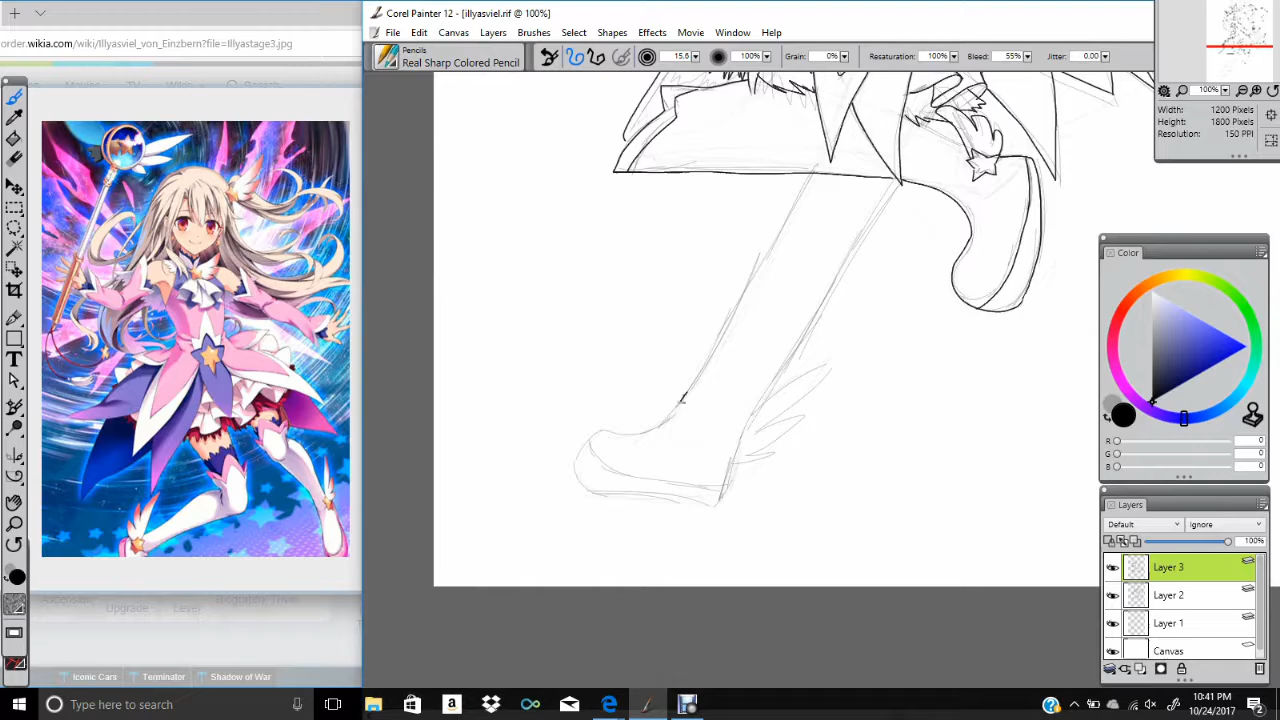 Corel Painter 12 - [illyasviel.rif @ 100%]
order.wikia.com/wiki/Illyasviel_von_Einzbern?file=Illyastage3.jpg
File Edit Canvas Layers Brushes Select Shapes Effects Movie Window Help
Pencils
Real Sharp Colored Pencil
15.6
100%
Grain: 0%
Resaturation: 100%
Bleed: 55%
Jitter: 0.00
100%
Width: 1200 Pixels
Height: 1800 Pixels
Resolution: 150 PPI
Color
R 0
G 0
B 0
Layers
Default
Ignore
100%
Layer 3
Layer 2
Layer 1
Canvas
Upgrade Level
Iconic Cars Terminator Shadow of War
Type here to search
10:41 PM
10/24/2017
2